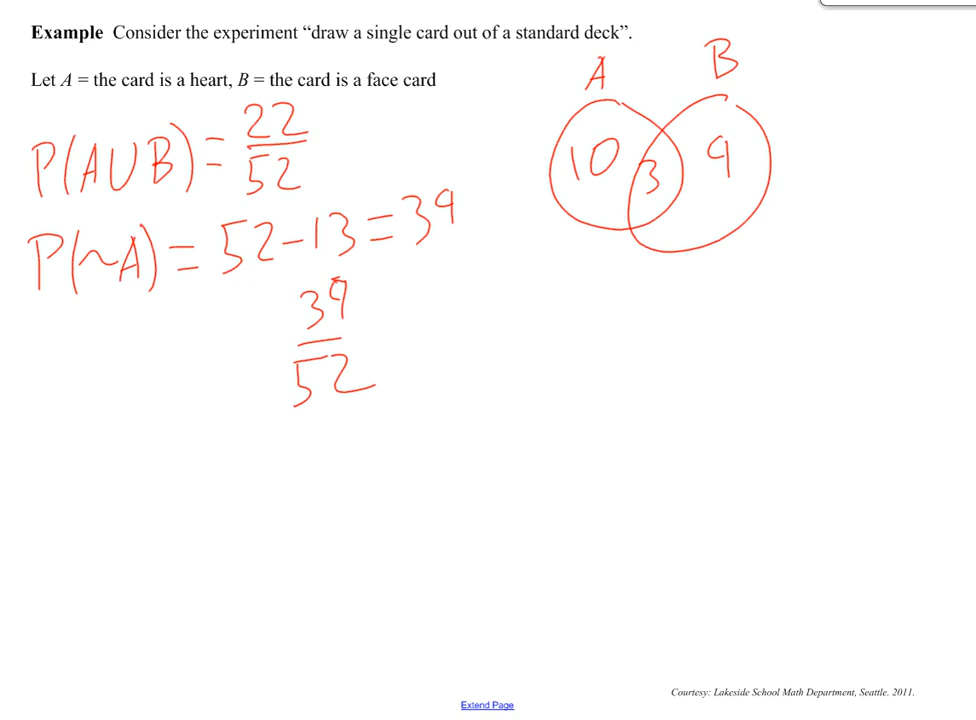 Example Consider the experiment “draw a single card out of a standard deck”.
Let A = the card is a heart, B = the card is a face card
A B
10 3 9
P(A∪B) = 22/52
P(~A) = 52-13=39
39/52
Courtesy: Lakeside School Math Department, Seattle. 2011.
Extend Page